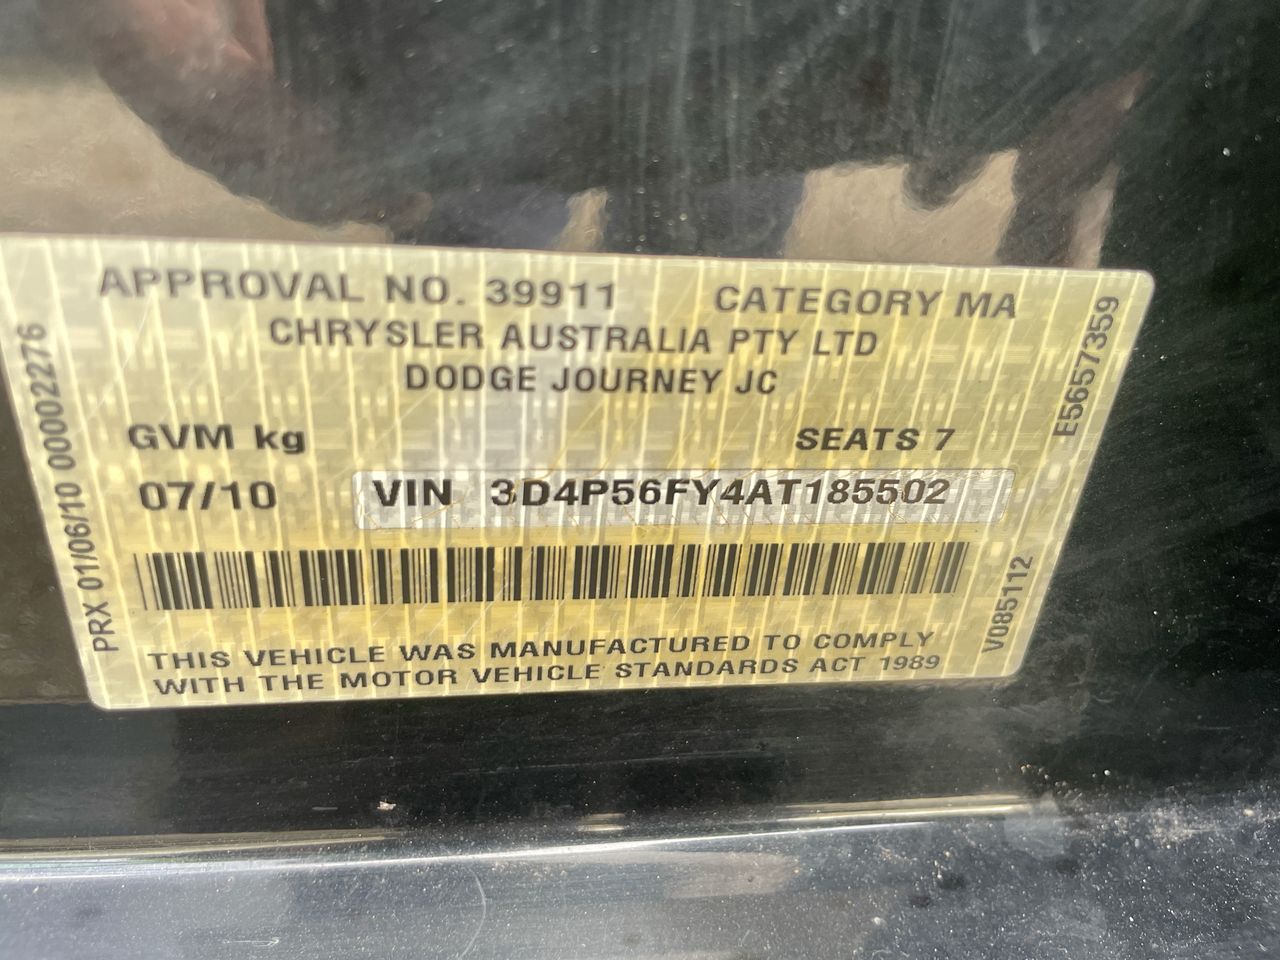 APPROVAL NO. 39911 CATEGORY MA
CHRYSLER AUSTRALIA PTY LTD
DODGE JOURNEY JC
GVM kg SEATS 7
07/10 VIN 3D4P56FY4AT185502
THIS VEHICLE WAS MANUFACTURED TO COMPLY
WITH THE MOTOR VEHICLE STANDARDS ACT 1989
PRX 01/06/10 00002276
E5657359
V085112